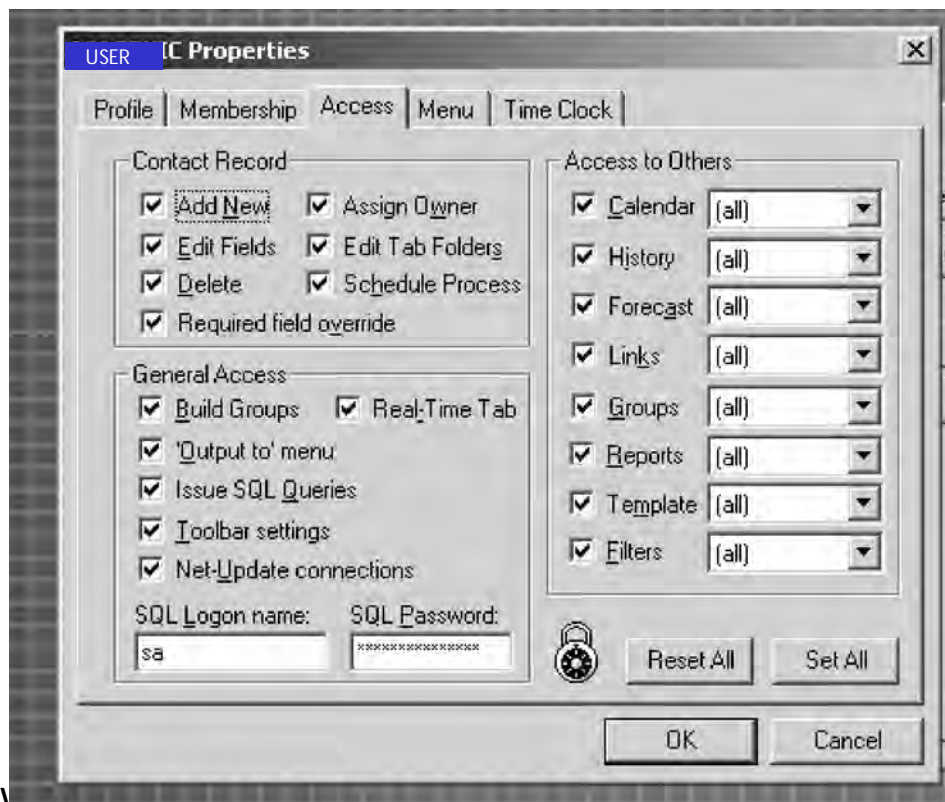 USER IC Properties
Profile Membership Access Menu Time Clock
Contact Record
Add New Assign Owner
Edit Fields Edit Tab Folders
Delete Schedule Process
Required field override
General Access
Build Groups Real-Time Tab
'Output to' menu
Issue SQL Queries
Toolbar settings
Net-Update connections
SQL Logon name: SQL Password:
sa ***************
Access to Others
Calendar (all)
History (all)
Forecast (all)
Links (all)
Groups (all)
Reports (all)
Template (all)
Filters (all)
Reset All Set All
OK Cancel